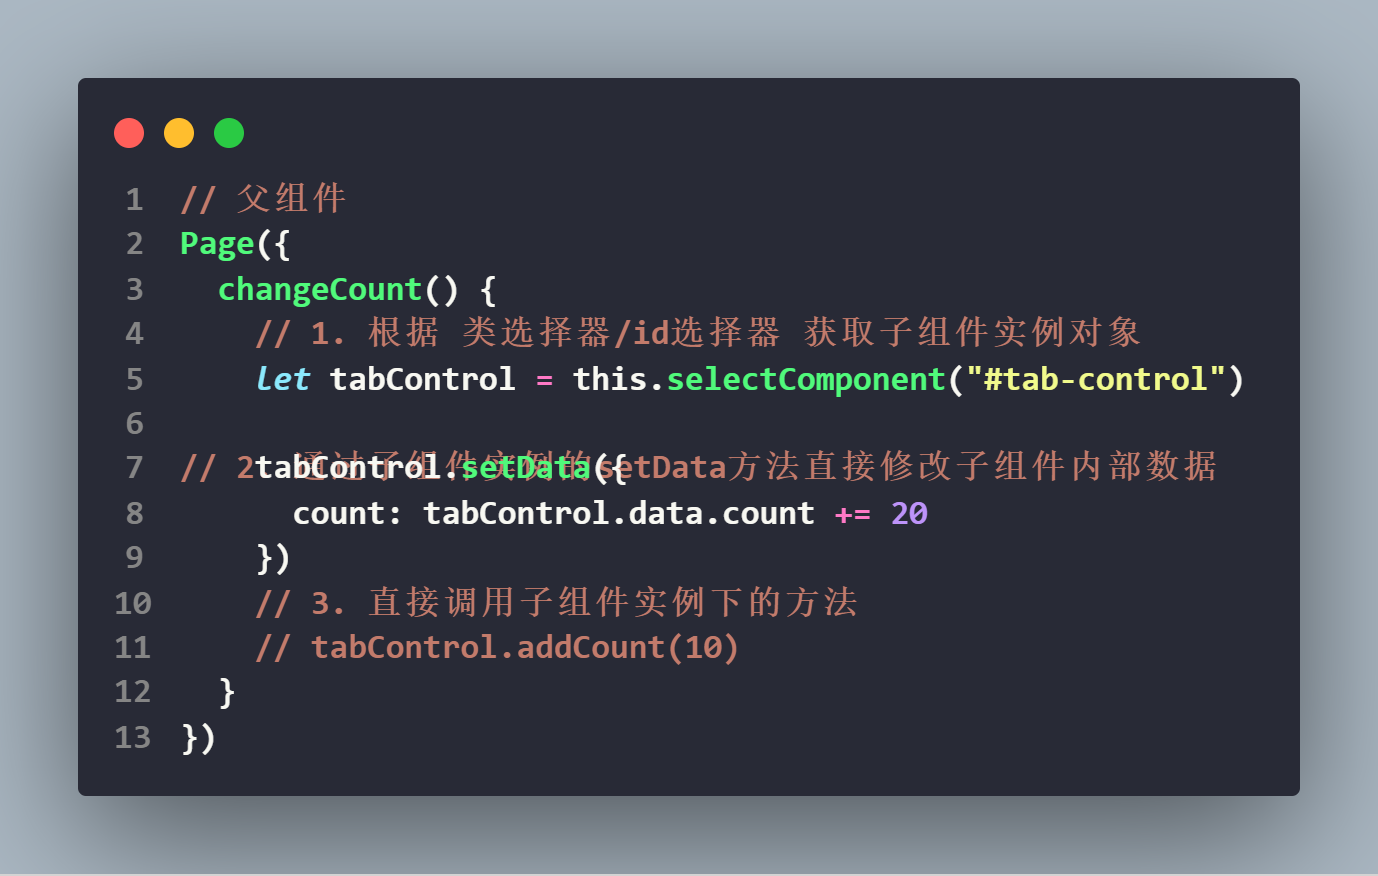 1 // 父组件
2 Page({
3 changeCount() {
4 // 1. 根据 类选择器/id选择器 获取子组件实例对象
5 let tabControl = this.selectComponent("#tab-control")
6
7 // 2. 通过子组件实例的setData方法直接修改子组件内部数据
tabControl.setData({
8 count: tabControl.data.count += 20
9 })
10 // 3. 直接调用子组件实例下的方法
11 // tabControl.addCount(10)
12 }
13 })